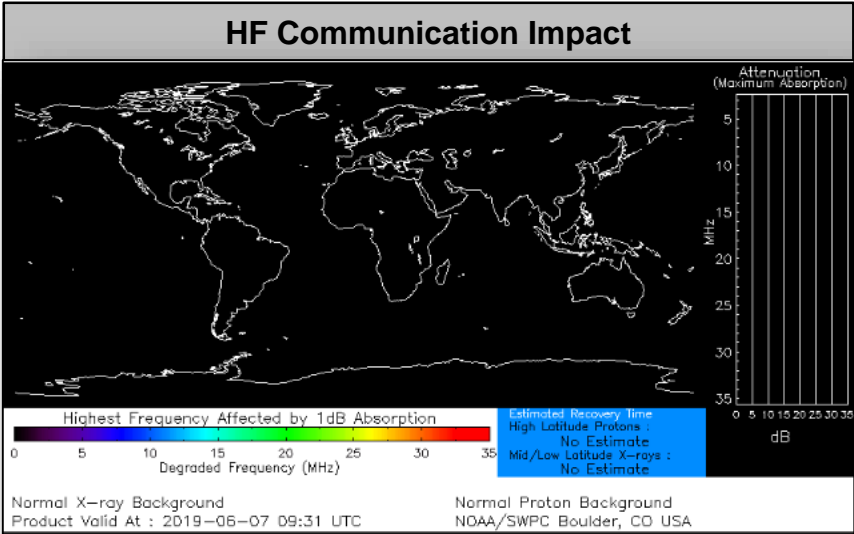 HF Communication Impact
Attenuation
(Maximum Absorption)
5
10
15
20
25
30
35
MHz
0 5 10 15 20 25 30 35
dB
Highest Frequency Affected by 1dB Absorption
0 5 10 15 20 25 30 35
Degraded Frequency (MHz)
Estimated Recovery Time
High Latitude Protons :
No Estimate
Mid/Low Latitude X-rays :
No Estimate
Normal X-ray Background
Normal Proton Background
Product Valid At : 2019-06-07 09:31 UTC
NOAA/SWPC Boulder, CO USA